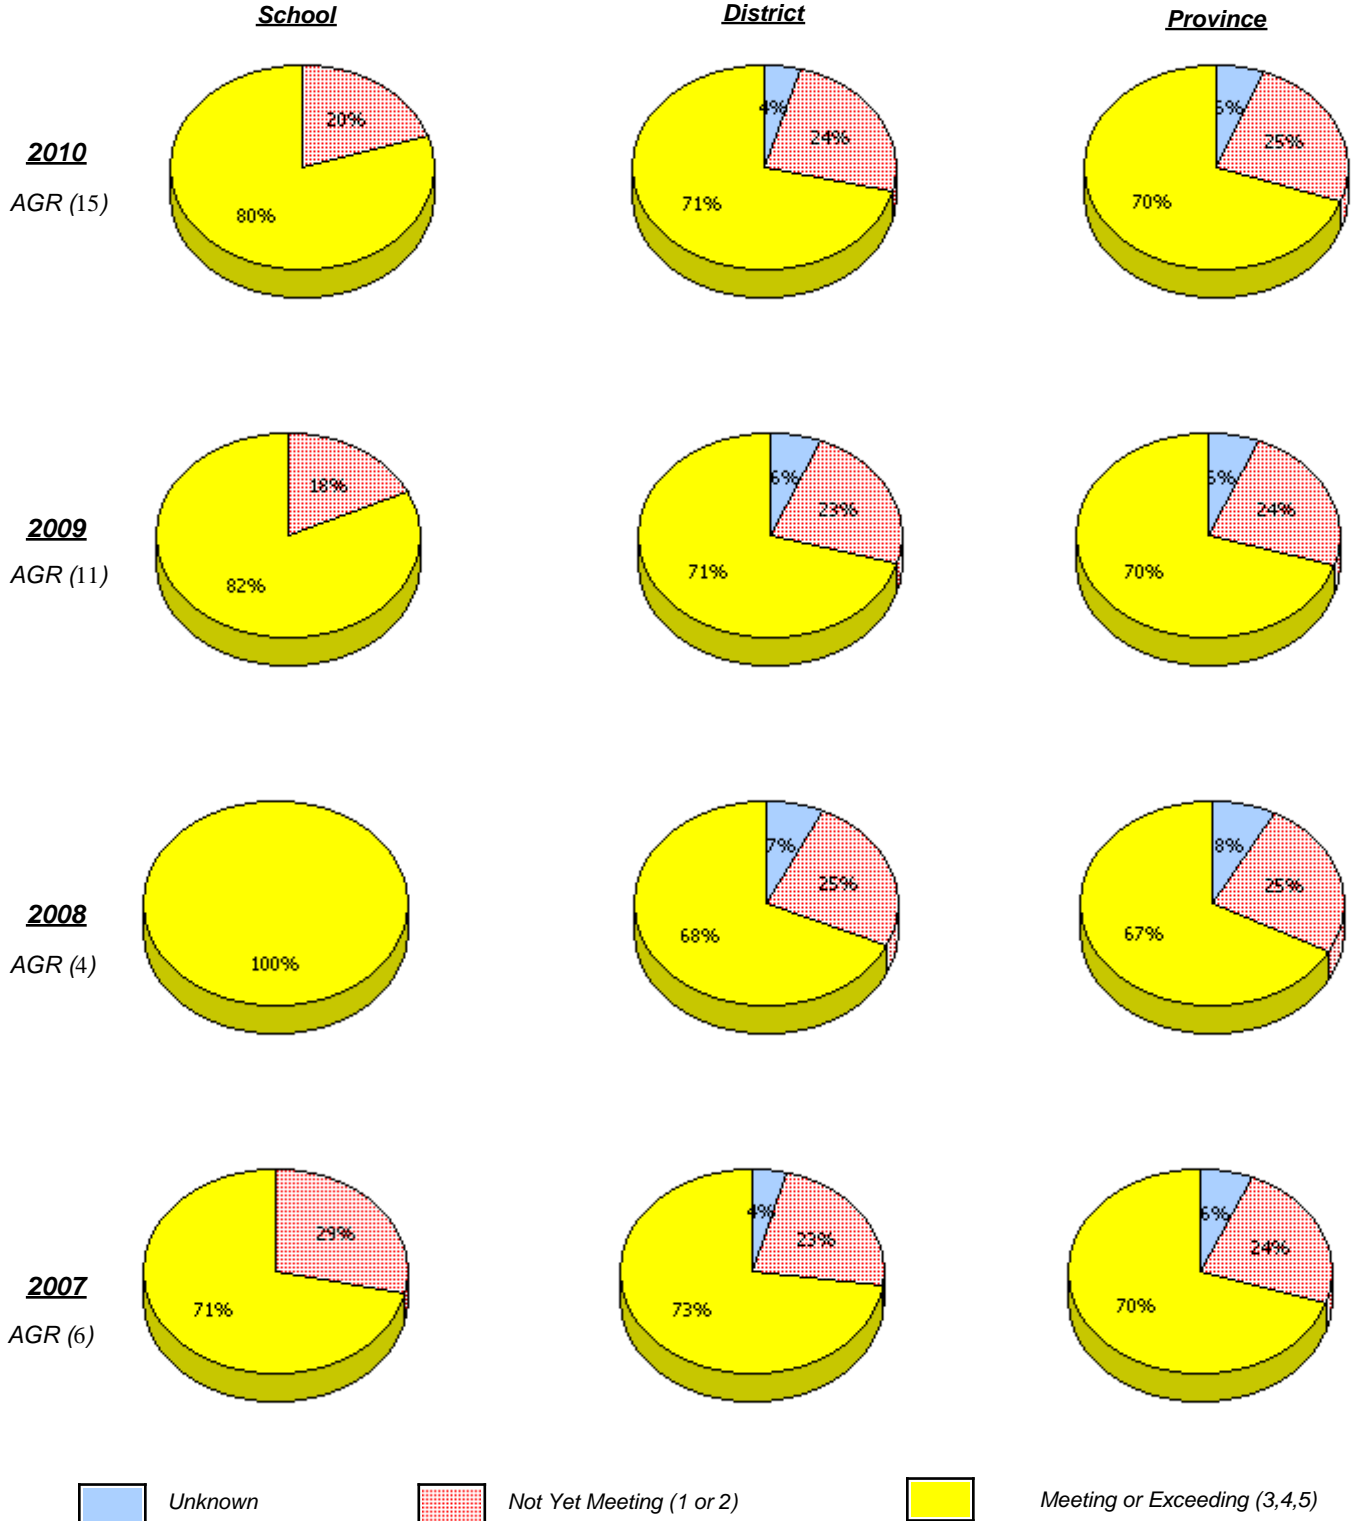 School District Province
20% 4% 24% 5% 25%
2010
AGR (15)
80% 71% 70%
18% 6% 23% 24%
2009
AGR (11)
82% 71% 70%
7% 25% 8% 25%
2008
AGR (4)
100% 68% 67%
29% 4% 23% 6% 24%
2007
AGR (6)
71% 73% 70%
Unknown Not Yet Meeting (1 or 2) Meeting or Exceeding (3,4,5)